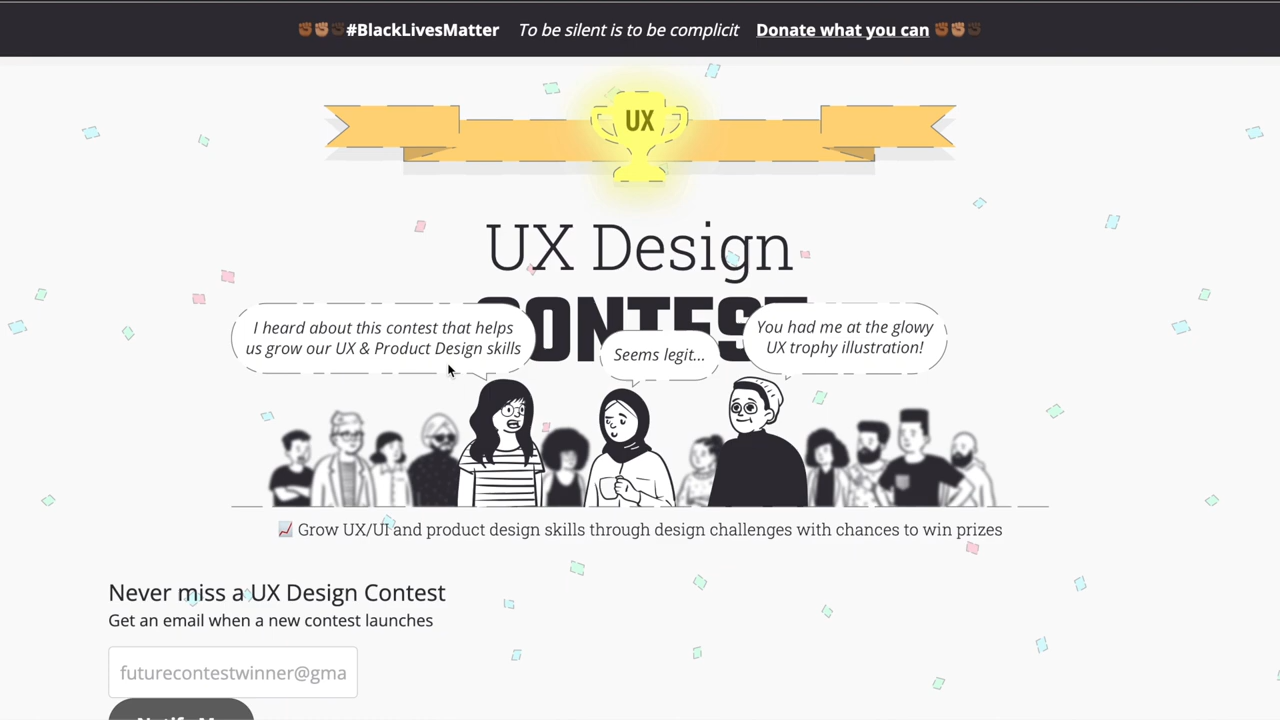 #BlackLivesMatter To be silent is to be complicit Donate what you can
UX
UX Design
CONTEST
I heard about this contest that helps
us grow our UX & Product Design skills
Seems legit...
You had me at the glowy
UX trophy illustration!
Grow UX/UI and product design skills through design challenges with chances to win prizes
Never miss a UX Design Contest
Get an email when a new contest launches
futurecontestwinner@gma